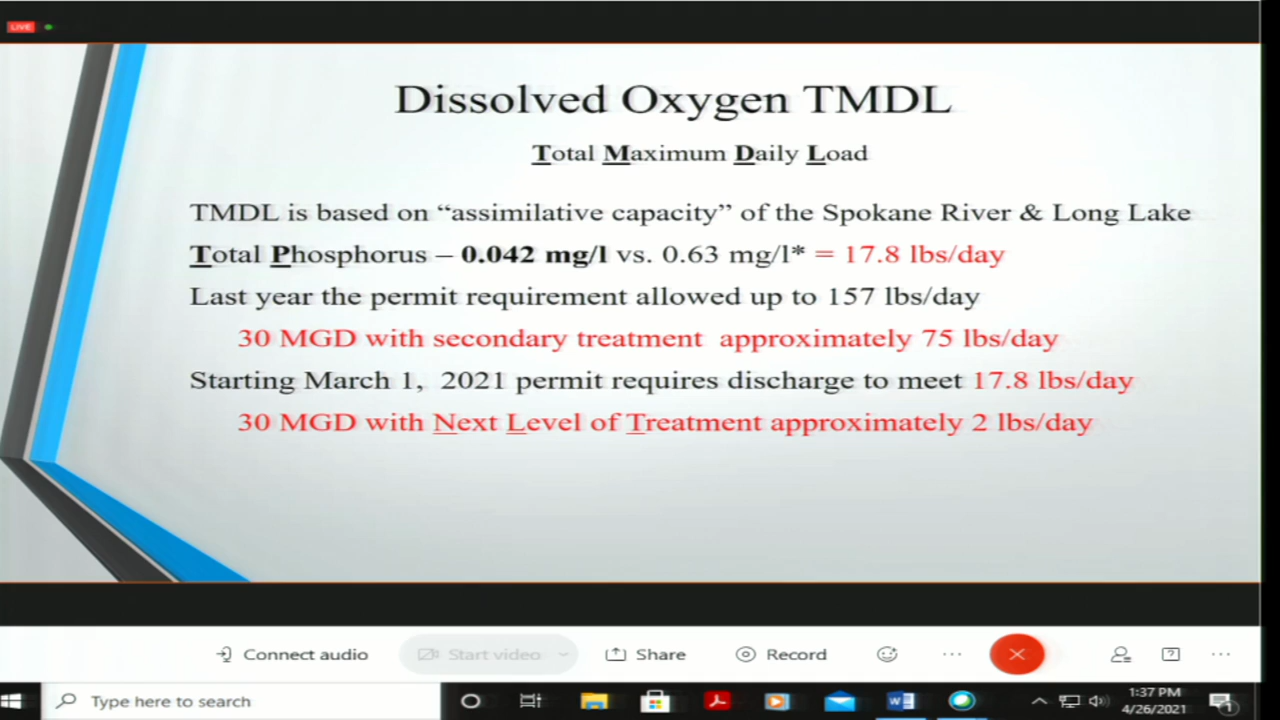 LIVE
Dissolved Oxygen TMDL
Total Maximum Daily Load
TMDL is based on “assimilative capacity” of the Spokane River & Long Lake
Total Phosphorus – 0.042 mg/l vs. 0.63 mg/l* = 17.8 lbs/day
Last year the permit requirement allowed up to 157 lbs/day
30 MGD with secondary treatment approximately 75 lbs/day
Starting March 1, 2021 permit requires discharge to meet 17.8 lbs/day
30 MGD with Next Level of Treatment approximately 2 lbs/day
Connect audio
Start video
Share
Record
Type here to search
1:37 PM
4/26/2021
1